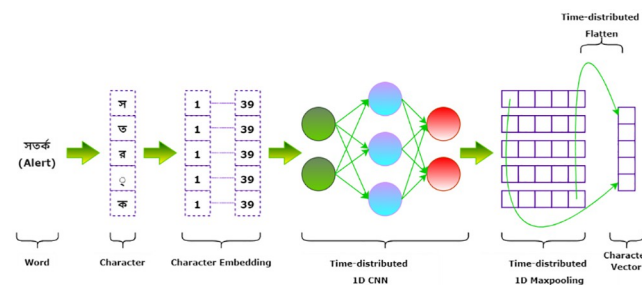 Time-distributed
Flatten
সতর্ক
(Alert)
স
ত
র
্
ক
1 39
1 39
1 39
1 39
1 39
Word
Character
Character Embedding
Time-distributed
1D CNN
Time-distributed
1D Maxpooling
Vector